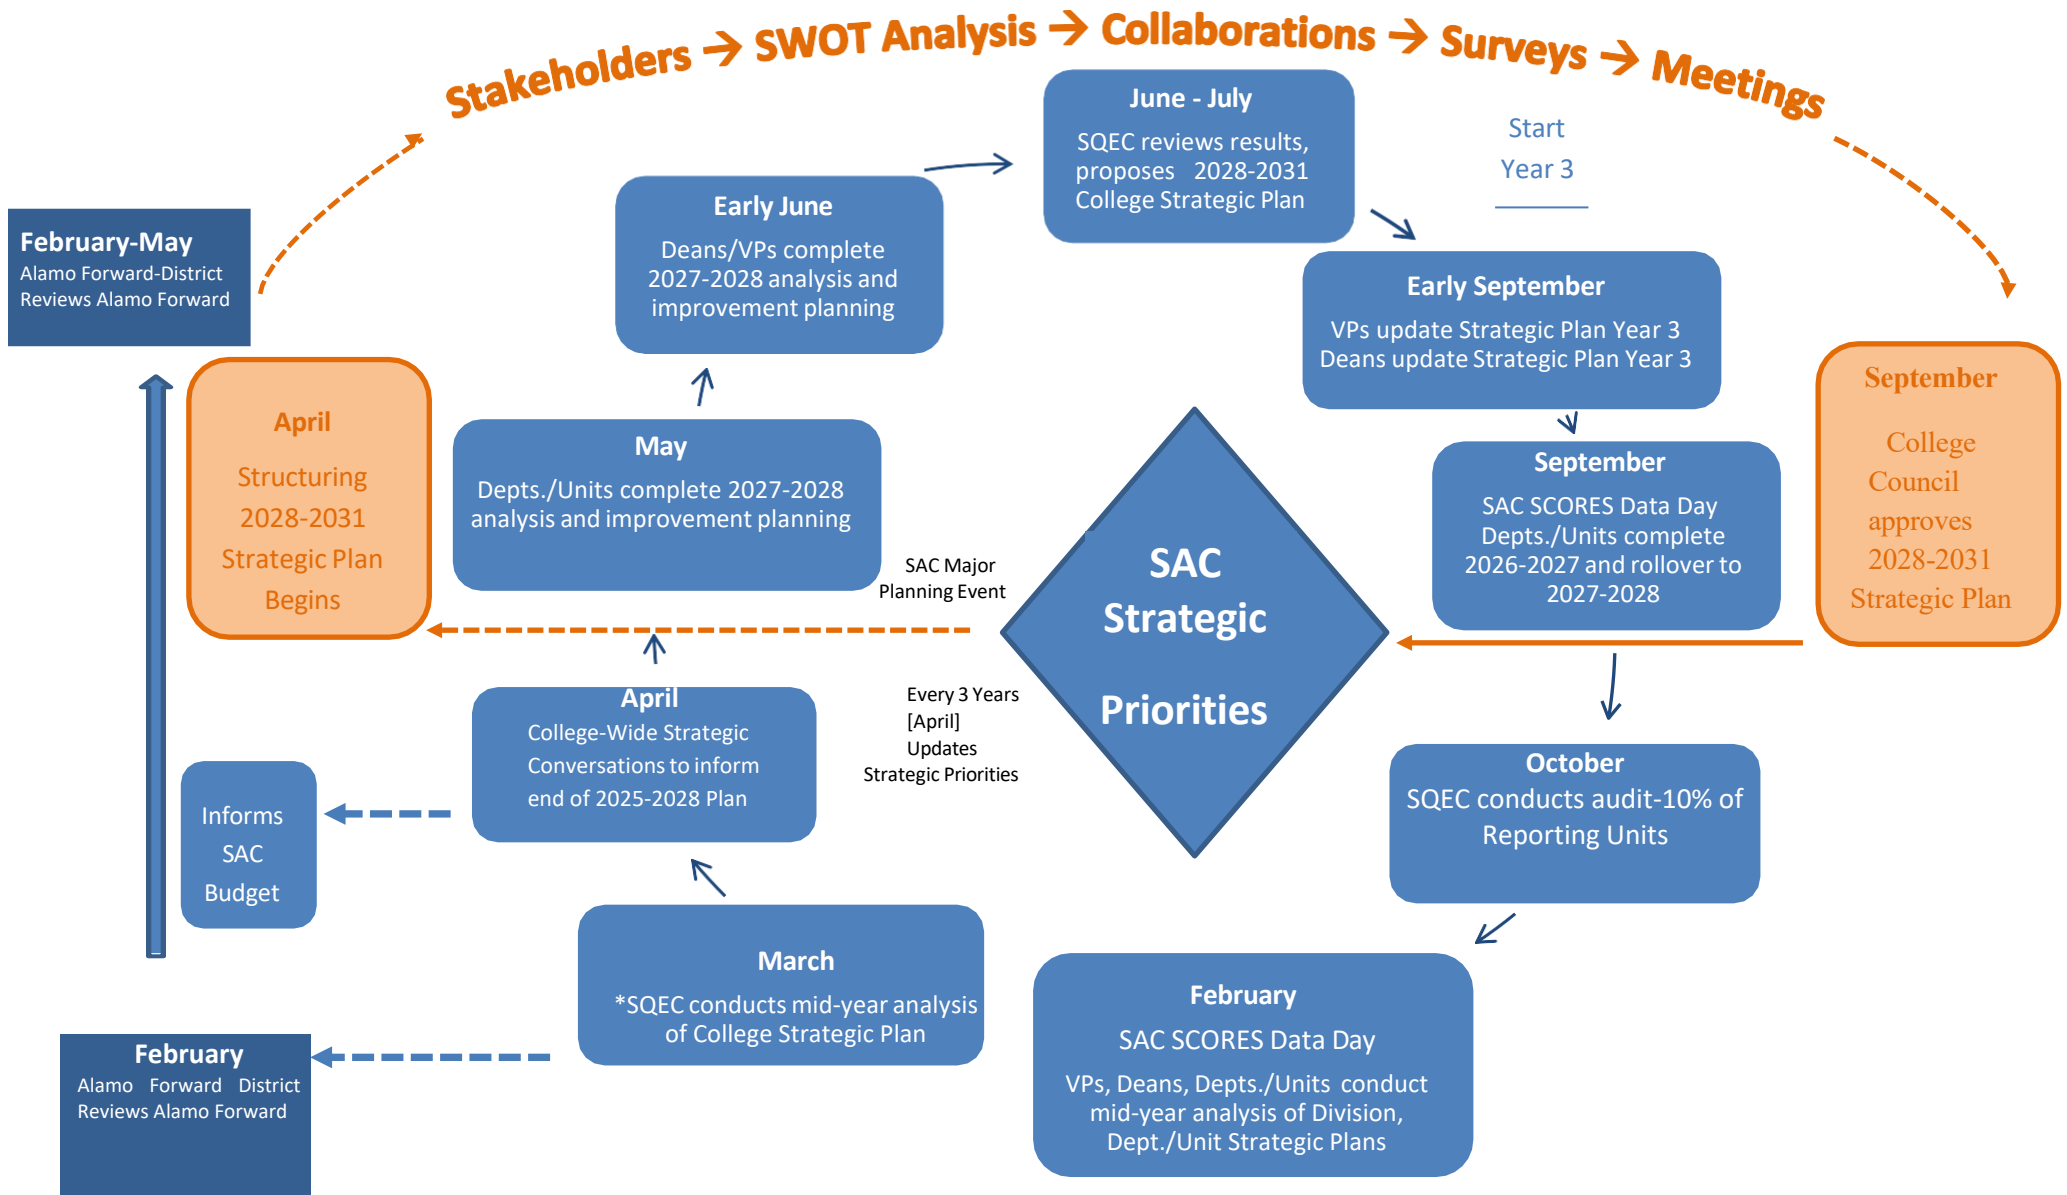 Stakeholders → SWOT Analysis → Collaborations → Surveys → Meetings
June - July
SQEC reviews results,
proposes 2028-2031
College Strategic Plan
Start
Year 3
Early June
Deans/VPs complete
2027-2028 analysis and
improvement planning
February-May
Alamo Forward-District
Reviews Alamo Forward
Early September
VPs update Strategic Plan Year 3
Deans update Strategic Plan Year 3
September
College
Council
approves
2028-2031
Strategic Plan
April
Structuring
2028-2031
Strategic Plan
Begins
May
Depts./Units complete 2027-2028
analysis and improvement planning
September
SAC SCORES Data Day
Depts./Units complete
2026-2027 and rollover to
2027-2028
SAC Major
Planning Event
SAC
Strategic
Priorities
Every 3 Years
[April]
Updates
Strategic Priorities
April
College-Wide Strategic
Conversations to inform
end of 2025-2028 Plan
Informs
SAC
Budget
October
SQEC conducts audit-10% of
Reporting Units
March
*SQEC conducts mid-year analysis
of College Strategic Plan
February
SAC SCORES Data Day
VPs, Deans, Depts./Units conduct
mid-year analysis of Division,
Dept./Unit Strategic Plans
February
Alamo Forward District
Reviews Alamo Forward